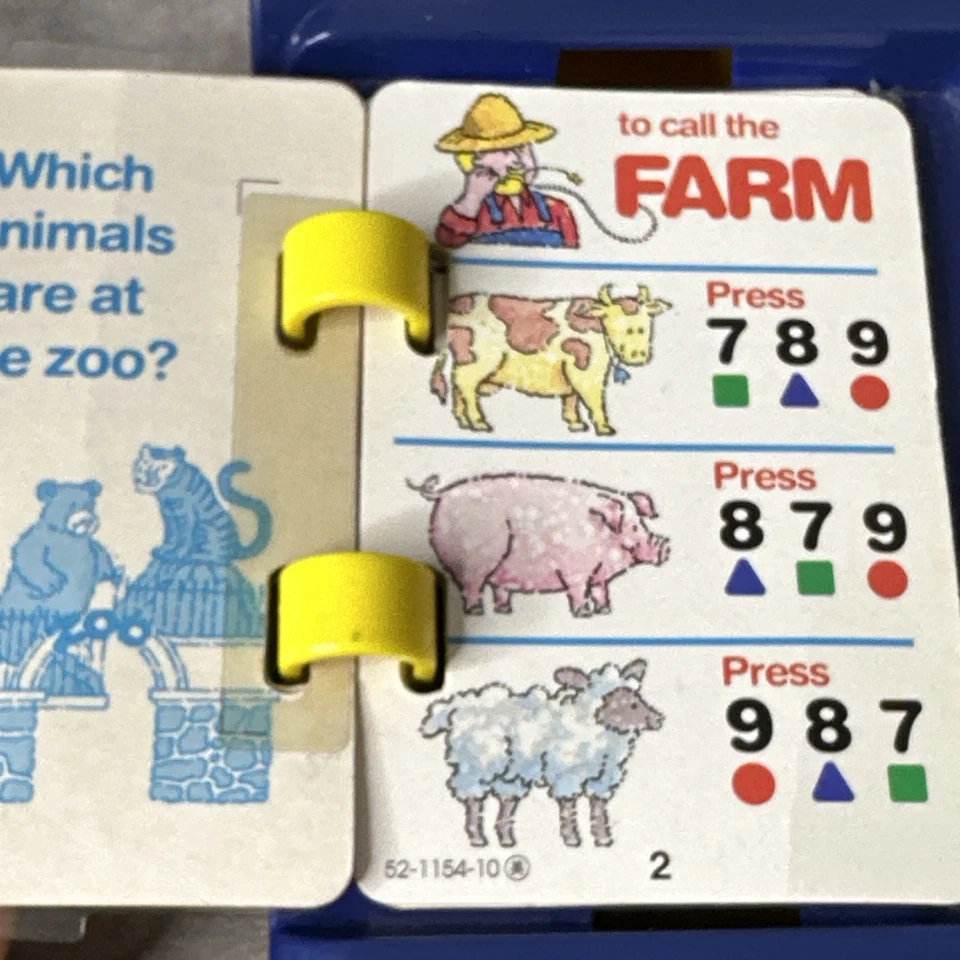 Which
nimals
are at
e zoo?
zoo
to call the
FARM
Press
7 8 9
Press
8 7 9
Press
9 8 7
52-1154-10
2